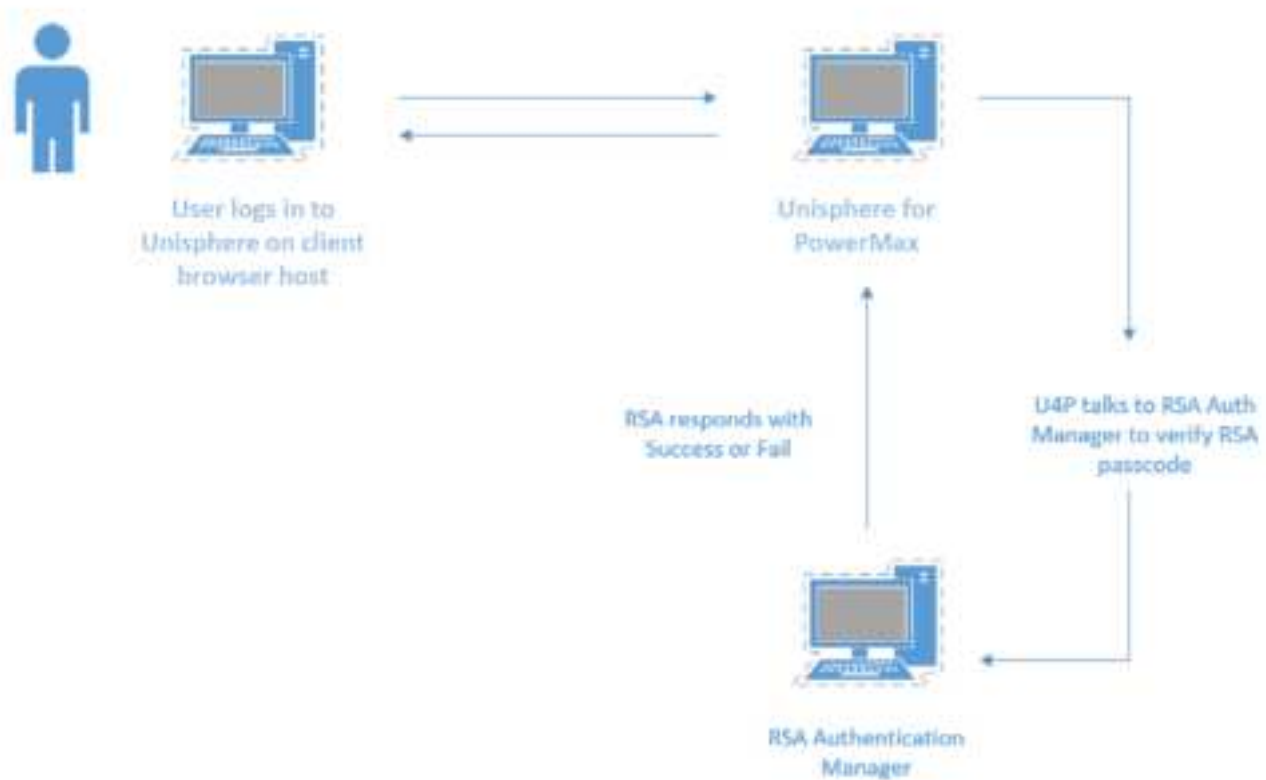 User logs in to
Unisphere on client
browser host
Unisphere for
PowerMax
RSA responds with
Success or Fail
U4P talks to RSA Auth
Manager to verify RSA
passcode
RSA Authentication
Manager